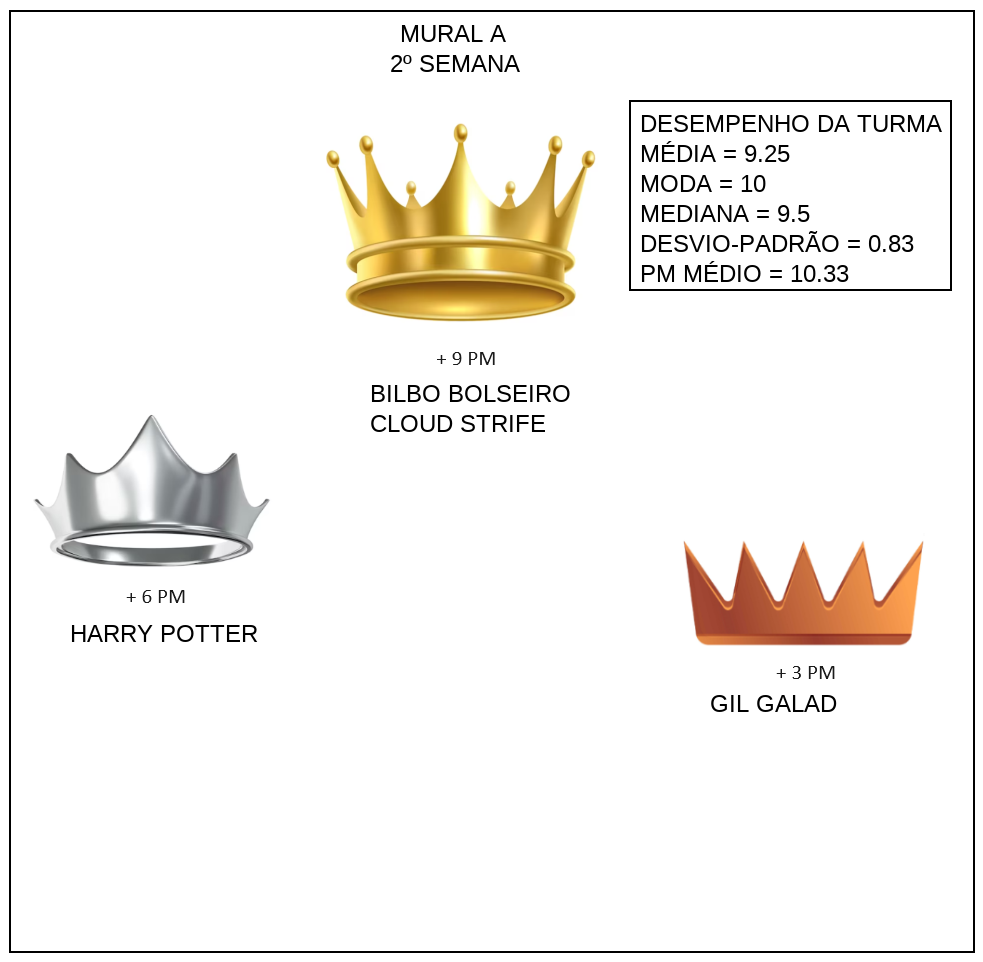 MURAL A
2º SEMANA
DESEMPENHO DA TURMA
MÉDIA = 9.25
MODA = 10
MEDIANA = 9.5
DESVIO-PADRÃO = 0.83
PM MÉDIO = 10.33
+ 9 PM
BILBO BOLSEIRO
CLOUD STRIFE
+ 6 PM
HARRY POTTER
+ 3 PM
GIL GALAD